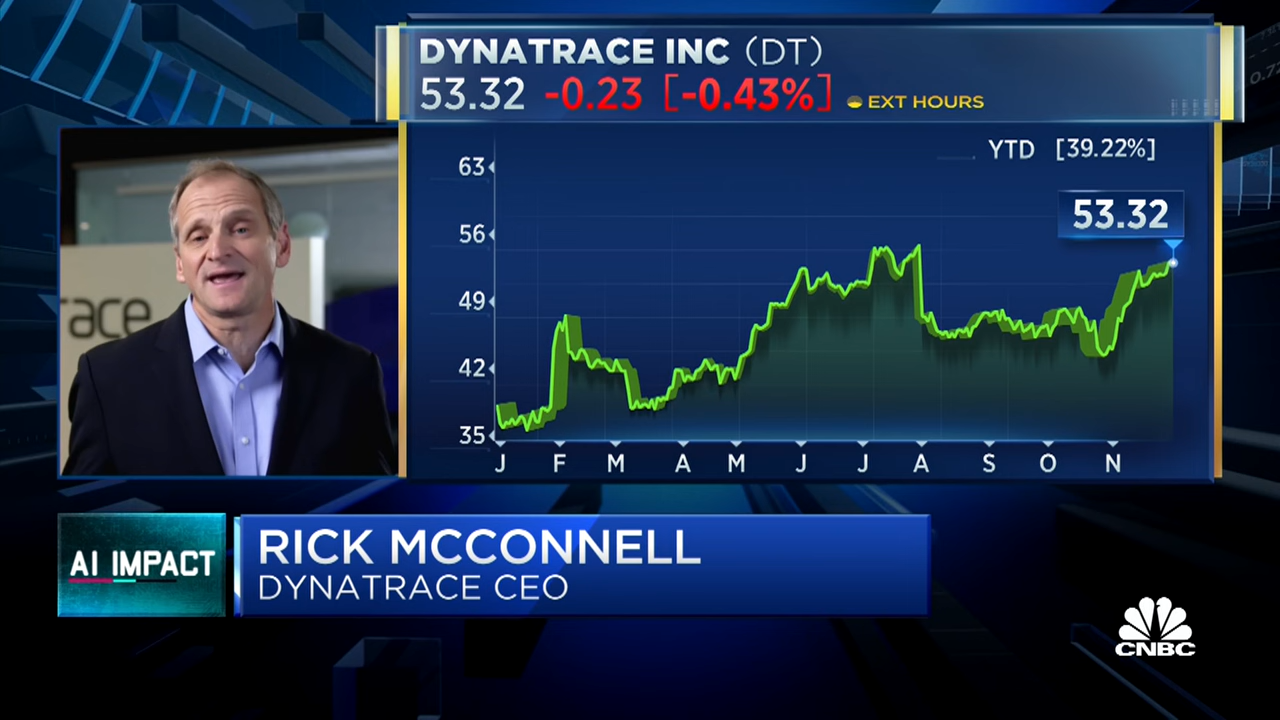 DYNATRACE INC (DT)
53.32 -0.23 [-0.43%] EXT HOURS
YTD [39.22%]
53.32
63
56
49
42
35
J F M A M J J A S O N
race
AI IMPACT
RICK MCCONNELL
DYNATRACE CEO
CNBC